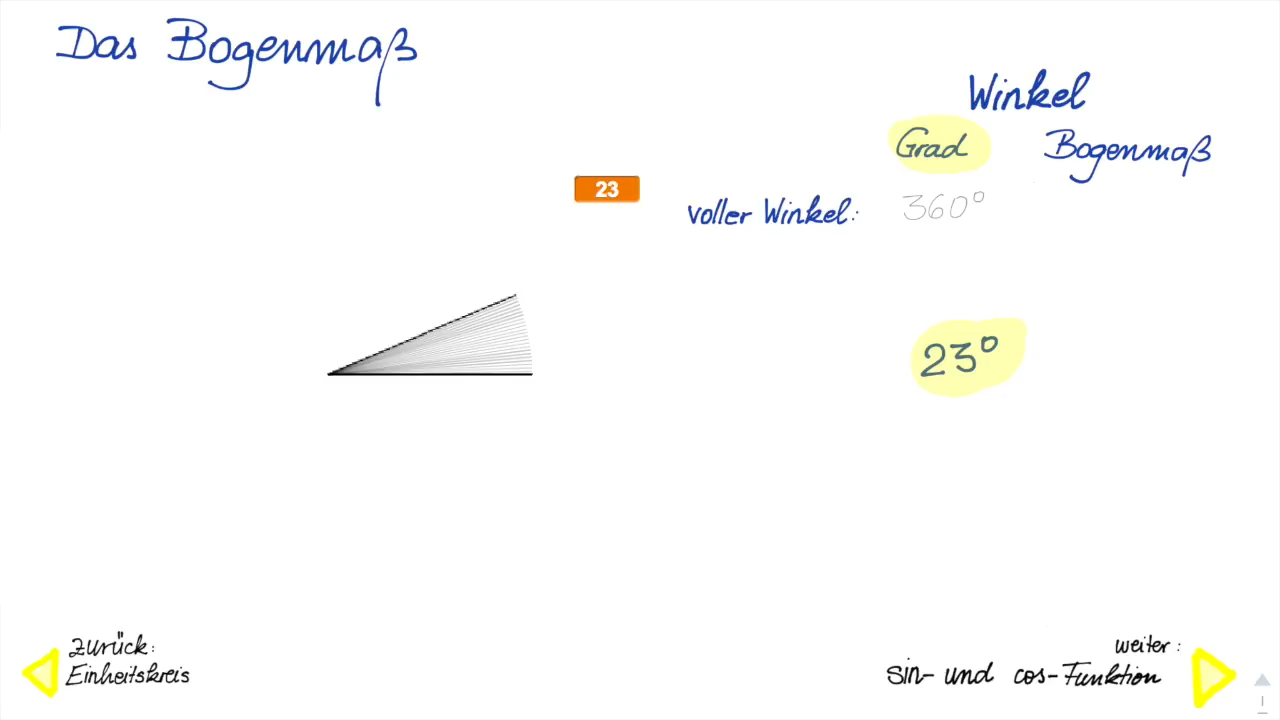 Das Bogenmaß
Winkel
Grad Bogenmaß
23
voller Winkel: 360°
23°
zurück:
Einheitskreis
weiter:
sin- und cos-Funktion